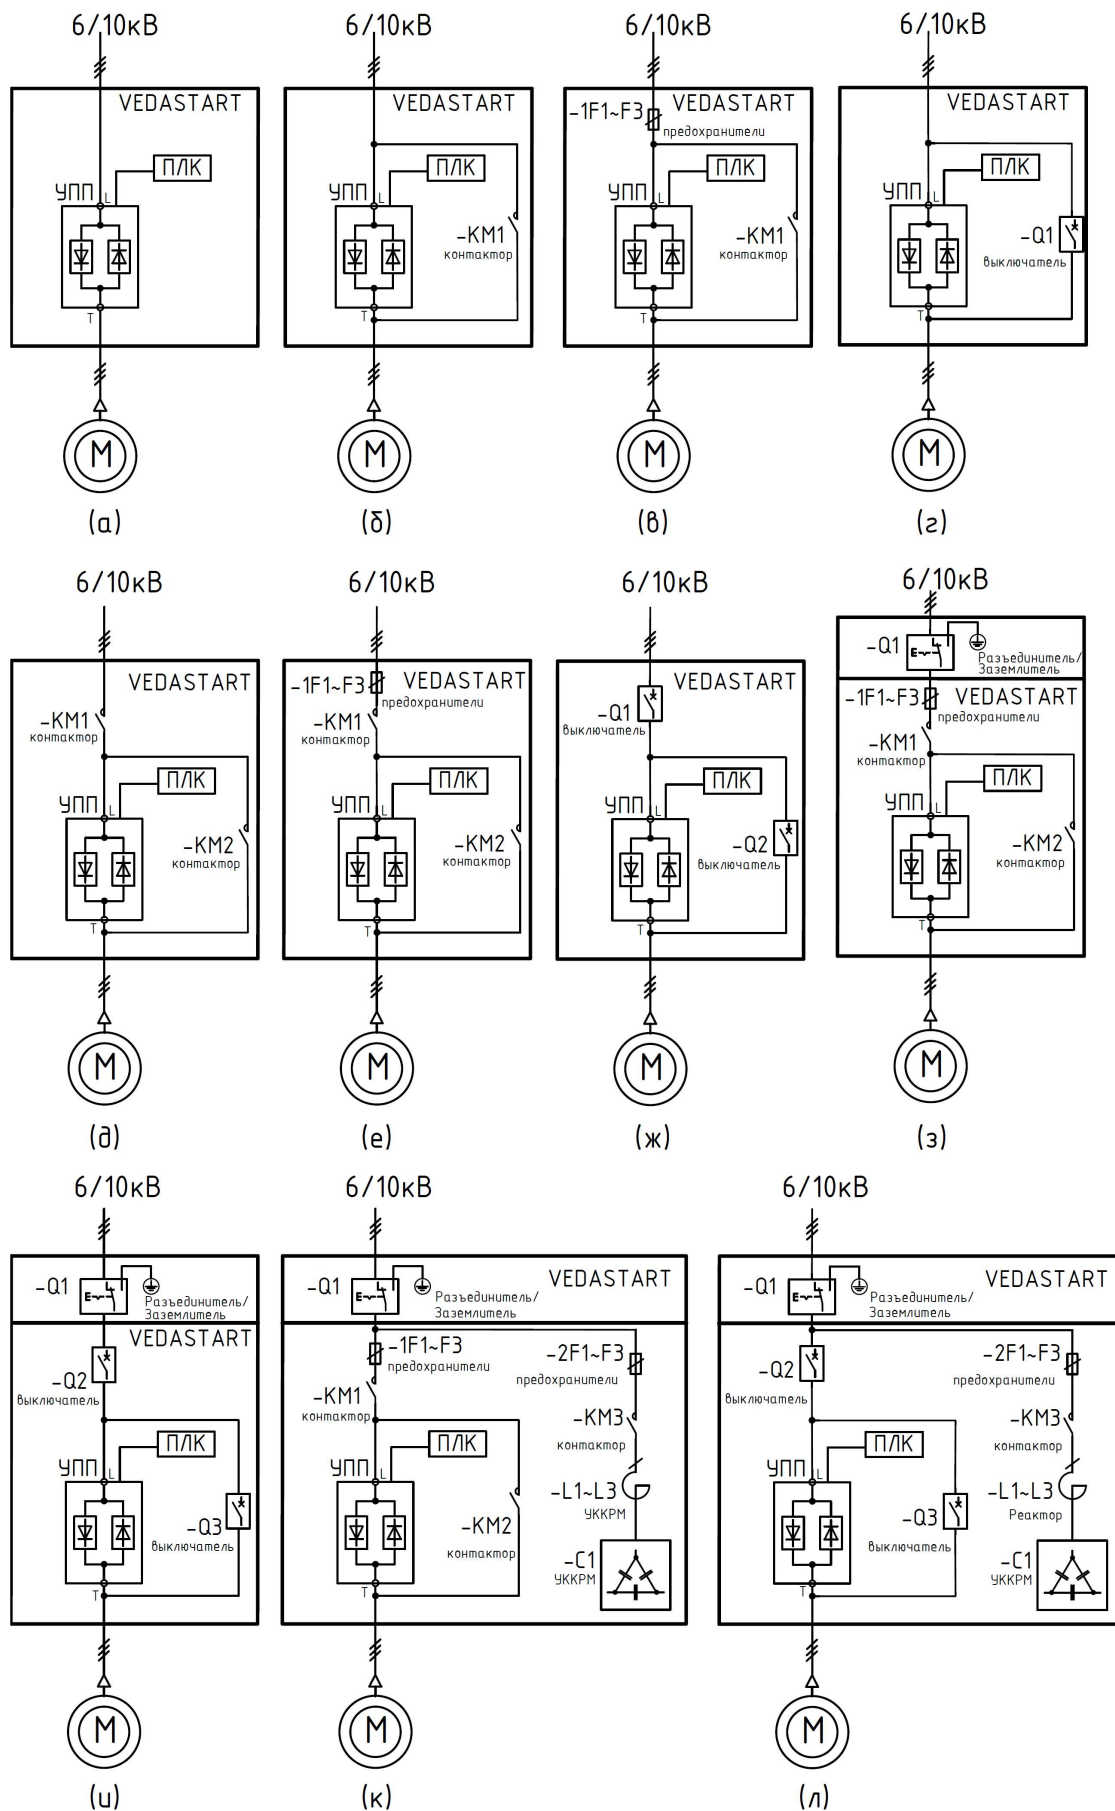 6/10кВ
VEDASTART
ПЛК
УПП
L
T
M
(а)
6/10кВ
VEDASTART
ПЛК
УПП
L
-KM1
контактор
T
M
(б)
6/10кВ
VEDASTART
-1F1~F3
предохранители
ПЛК
УПП
L
-KM1
контактор
T
M
(в)
6/10кВ
VEDASTART
ПЛК
УПП
L
-Q1
выключатель
T
M
(г)
6/10кВ
VEDASTART
-KM1
контактор
ПЛК
УПП
L
-KM2
контактор
T
M
(д)
6/10кВ
VEDASTART
-1F1~F3
предохранители
-KM1
контактор
ПЛК
УПП
L
-KM2
контактор
T
M
(е)
6/10кВ
VEDASTART
-Q1
выключатель
ПЛК
УПП
L
-Q2
выключатель
T
M
(ж)
6/10кВ
-Q1
Разъединитель/
Заземлитель
VEDASTART
-1F1~F3
предохранители
-KM1
контактор
ПЛК
УПП
L
-KM2
контактор
T
M
(з)
6/10кВ
-Q1
Разъединитель/
Заземлитель
VEDASTART
-Q2
выключатель
ПЛК
УПП
L
-Q3
выключатель
T
M
(и)
6/10кВ
VEDASTART
-Q1
Разъединитель/
Заземлитель
-1F1~F3
предохранители
-2F1~F3
предохранители
-KM1
контактор
-KM3
контактор
ПЛК
УПП
L
-L1~L3
УККРМ
-KM2
контактор
-C1
УККРМ
T
M
(к)
6/10кВ
VEDASTART
-Q1
Разъединитель/
Заземлитель
-Q2
выключатель
-2F1~F3
предохранители
-KM3
контактор
ПЛК
УПП
L
-L1~L3
Реактор
-Q3
выключатель
-C1
УККРМ
T
M
(л)